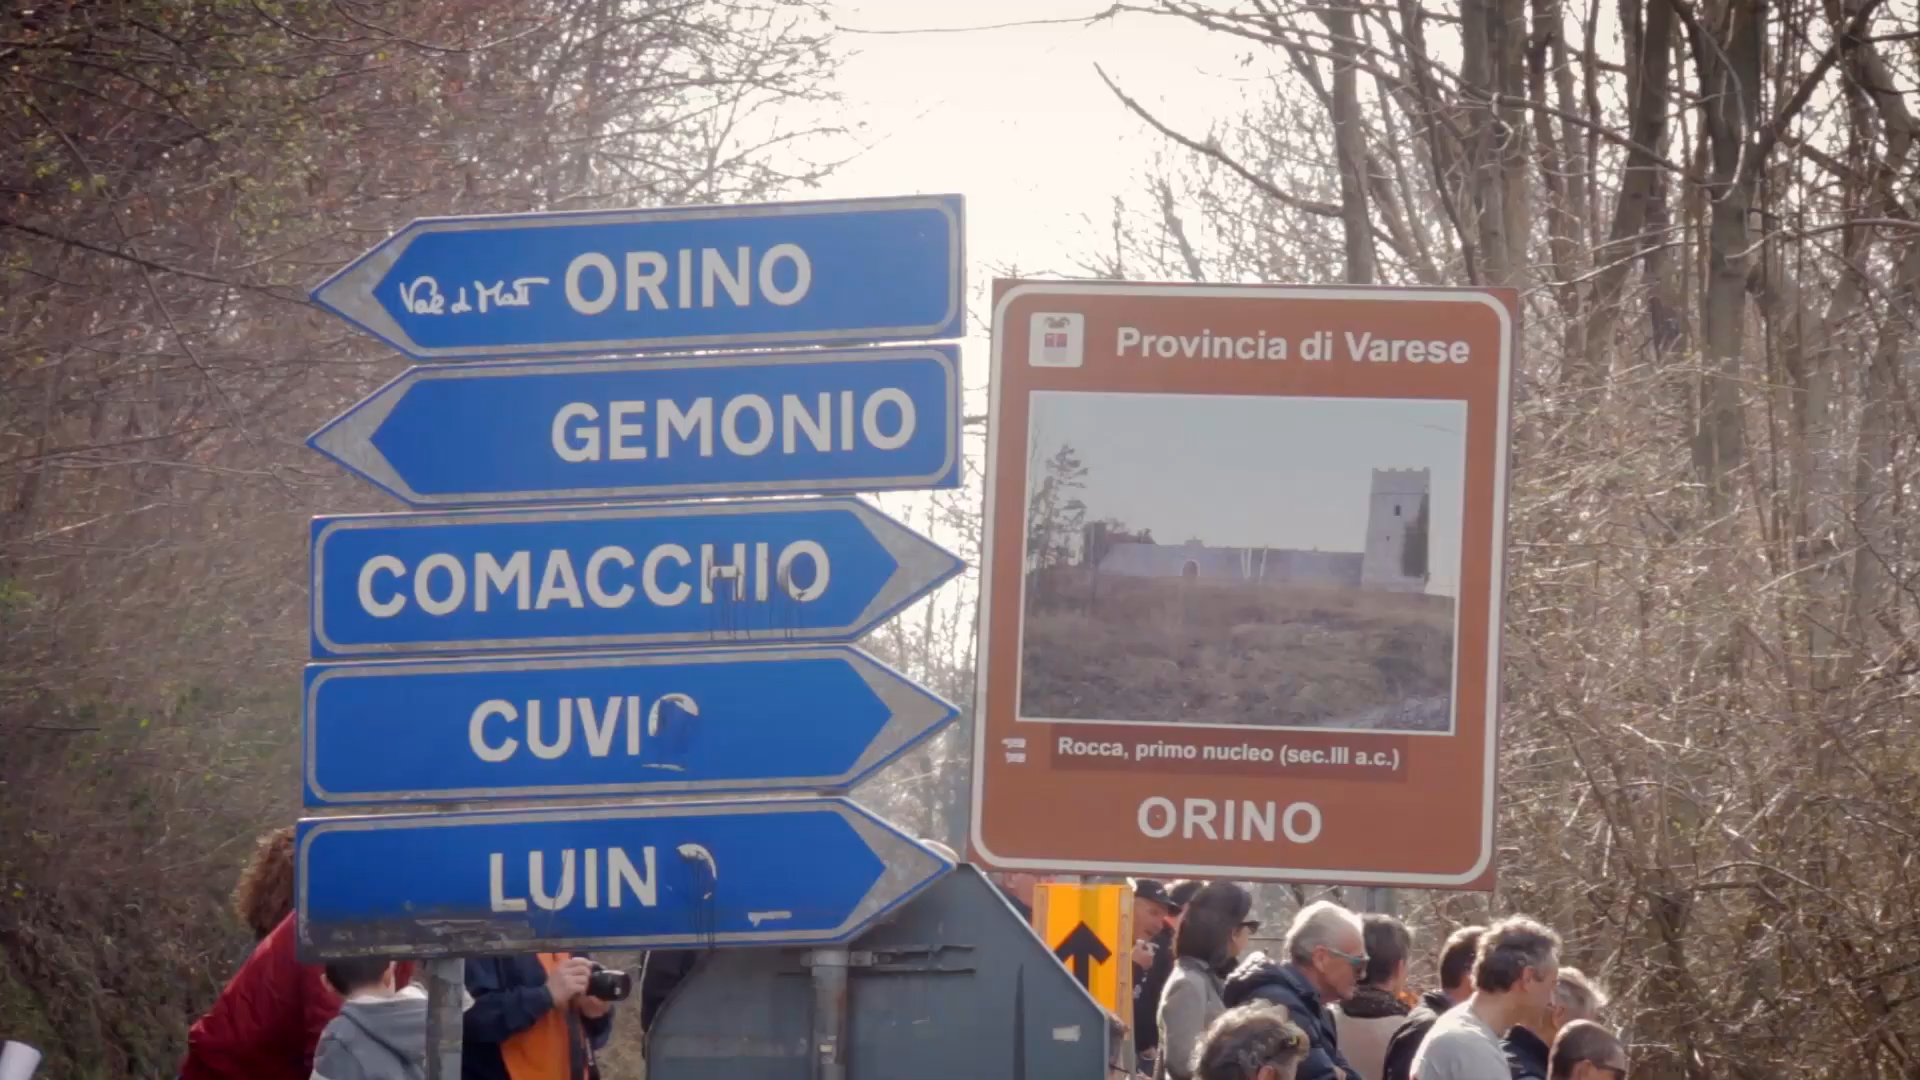 ORINO
GEMONIO
COMACCHIO
CUVIO
LUINO
Provincia di Varese
Rocca, primo nucleo (sec.III a.c.)
ORINO